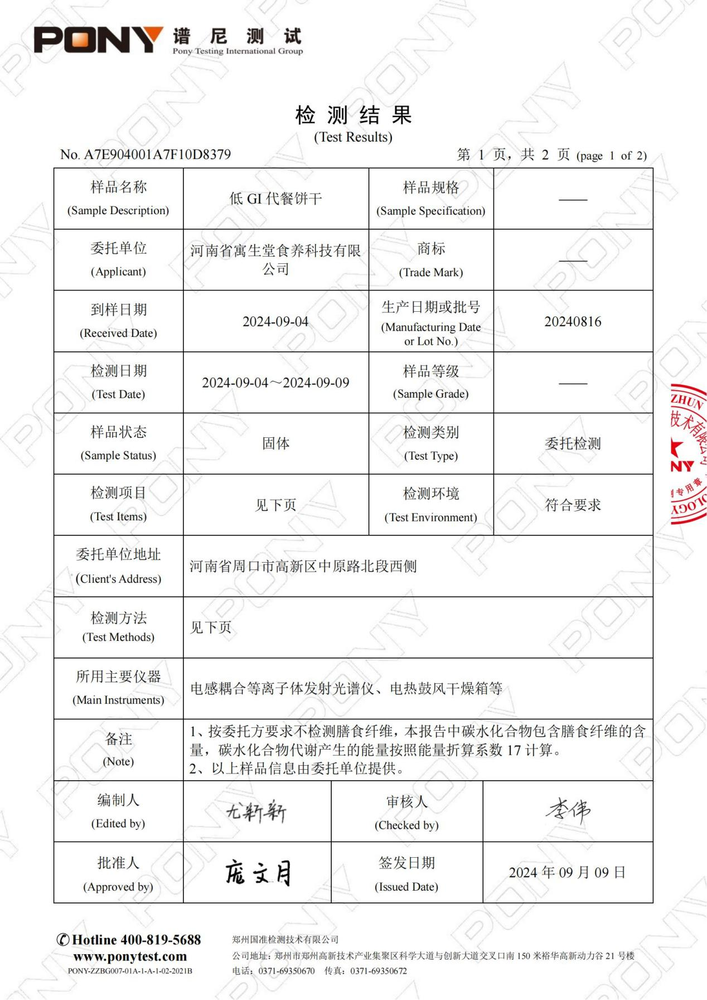 PONY 谱尼测试
Pony Testing International Group
检测结果
(Test Results)
No. A7E904001A7F10D8379 第 1 页，共 2 页 (page 1 of 2)
样品名称
(Sample Description)
低 GI 代餐饼干
样品规格
(Sample Specification)
——
委托单位
(Applicant)
河南省寓生堂食养科技有限
公司
商标
(Trade Mark)
——
到样日期
(Received Date)
2024-09-04
生产日期或批号
(Manufacturing Date
or Lot No.)
20240816
检测日期
(Test Date)
2024-09-04～2024-09-09
样品等级
(Sample Grade)
——
样品状态
(Sample Status)
固体
检测类别
(Test Type)
委托检测
检测项目
(Test Items)
见下页
检测环境
(Test Environment)
符合要求
委托单位地址
(Client's Address)
河南省周口市高新区中原路北段西侧
检测方法
(Test Methods)
见下页
所用主要仪器
(Main Instruments)
电感耦合等离子体发射光谱仪、电热鼓风干燥箱等
备注
(Note)
1、按委托方要求不检测膳食纤维，本报告中碳水化合物包含膳食纤维的含
量，碳水化合物代谢产生的能量按照能量折算系数 17 计算。
2、以上样品信息由委托单位提供。
编制人
(Edited by)
尤新新
审核人
(Checked by)
李伟
批准人
(Approved by)
庞文月
签发日期
(Issued Date)
2024 年 09 月 09 日
ZHUN
技术有限公司
NY
专用章
OLOGY
Hotline 400-819-5688
www.ponytest.com
PONY-ZZBG007-01A-1-A-1-02-2021B
郑州国准检测技术有限公司
公司地址：郑州市郑州高新技术产业集聚区科学大道与创新大道交叉口南 150 米裕华高新动力谷 21 号楼
电话：0371-69350670 传真：0371-69350672